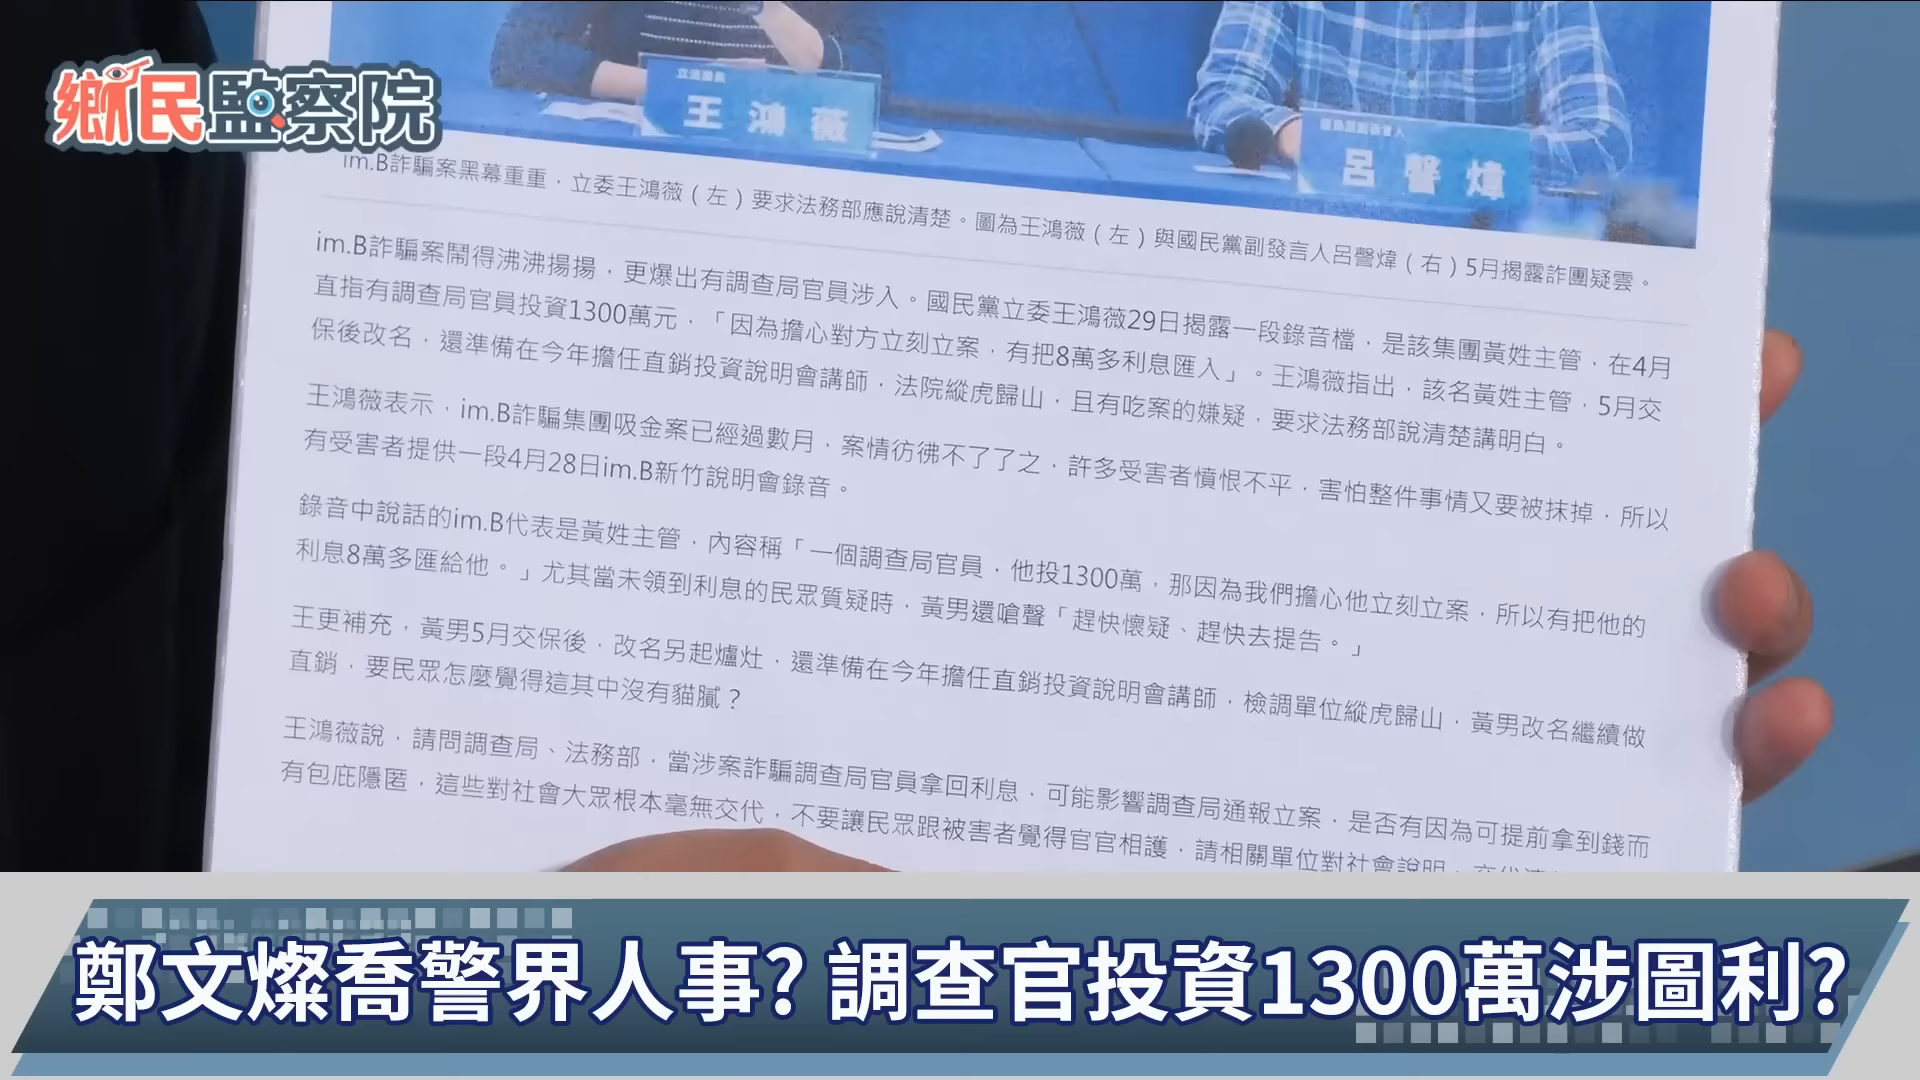 鄉民監察院
立法委員
王鴻薇
呂謦煒
im.B詐騙案黑幕重重，立委王鴻薇（左）要求法務部應說清楚。圖為王鴻薇（左）與國民黨副發言人呂謦煒（右）5月揭露詐團疑雲。
im.B詐騙案鬧得沸沸揚揚，更爆出有調查局官員涉入。國民黨立委王鴻薇29日揭露一段錄音檔，是該集團黃姓主管，在4月
直指有調查局官員投資1300萬元，「因為擔心對方立刻立案，有把8萬多利息匯入」。王鴻薇指出，該名黃姓主管，5月交
保後改名，還準備在今年擔任直銷投資說明會講師，法院縱虎歸山，且有吃案的嫌疑，要求法務部說清楚講明白。
王鴻薇表示，im.B詐騙集團吸金案已經過數月，案情彷彿不了了之，許多受害者憤恨不平，害怕整件事情又要被抹掉，所以
有受害者提供一段4月28日im.B新竹說明會錄音。
錄音中說話的im.B代表是黃姓主管，內容稱「一個調查局官員，他投1300萬，那因為我們擔心他立刻立案，所以有把他的
利息8萬多匯給他。」尤其當未領到利息的民眾質疑時，黃男還嗆聲「趕快懷疑、趕快去提告。」
王更補充，黃男5月交保後，改名另起爐灶，還準備在今年擔任直銷投資說明會講師，檢調單位縱虎歸山，黃男改名繼續做
直銷，要民眾怎麼覺得這其中沒有貓膩？
王鴻薇說，請問調查局、法務部，當涉案詐騙調查局官員拿回利息，可能影響調查局通報立案，是否有因為可提前拿到錢而
有包庇隱匿，這些對社會大眾根本毫無交代，不要讓民眾跟被害者覺得官官相護，請相關單位對社會說明，交代
鄭文燦喬警界人事?調查官投資1300萬涉圖利?